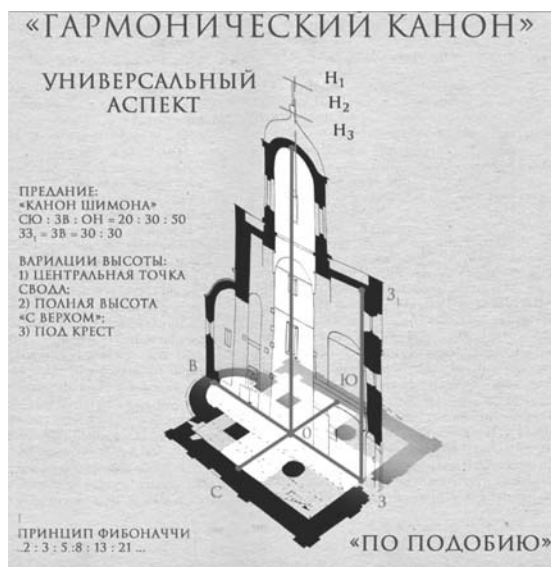 «ГАРМОНИЧЕСКИЙ КАНОН»
УНИВЕРСАЛЬНЫЙ
АСПЕКТ
H₁
H₂
H₃
ПРЕДАНИЕ:
«КАНОН ШИМОНА»
СЮ : ЗВ : ОН = 20 : 30 : 50
ЗЗ₁ = ЗВ = 30 : 30
ВАРИАЦИИ ВЫСОТЫ:
1) ЦЕНТРАЛЬНАЯ ТОЧКА
СВОДА;
2) ПОЛНАЯ ВЫСОТА
«С ВЕРХОМ»;
3) ПОД КРЕСТ
З₁
В
Ю
О
С
З
ПРИНЦИП ФИБОНАЧЧИ
..2 : 3 : 5 :8 : 13 : 21 ...
«ПО ПОДОБИЮ»